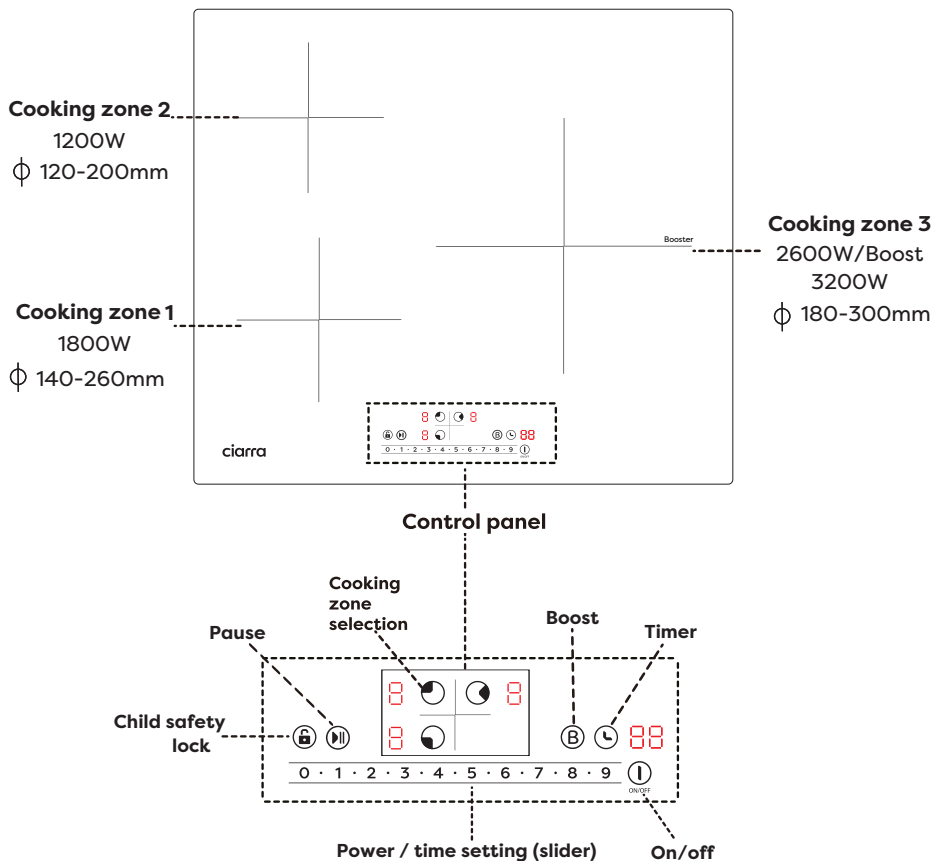 Cooking zone 2
1200W
ϕ 120-200mm
Booster
Cooking zone 3
2600W/Boost
3200W
ϕ 180-300mm
Cooking zone 1
1800W
ϕ 140-260mm
8 8
8 B 88
0 · 1 · 2 · 3 · 4 · 5 · 6 · 7 · 8 · 9
ON/OFF
ciarra
Control panel
Cooking
zone
selection
Pause
Boost
Timer
Child safety
lock
8 8
8 B 88
0 · 1 · 2 · 3 · 4 · 5 · 6 · 7 · 8 · 9
ON/OFF
Power / time setting (slider)
On/off